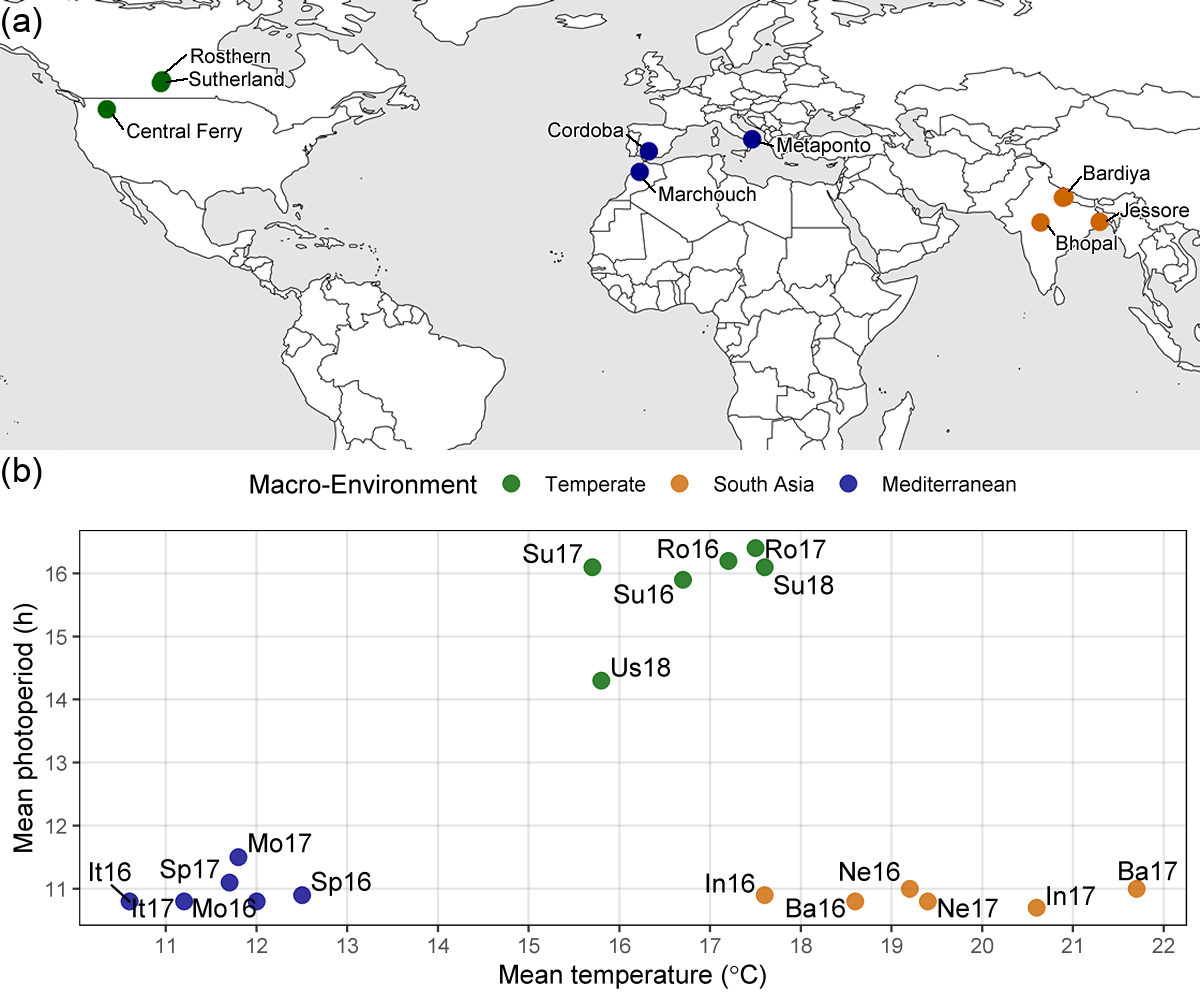 (a)
Rosthern
Sutherland
Central Ferry
Cordoba
Metaponto
Marchouch
Bardiya
Jessore
Bhopal
(b)
Macro-Environment Temperate South Asia Mediterranean
Su17 Ro16 Ro17
Su16 Su18
Us18
Mo17
It16 Sp17 Sp16
It17 Mo16
In16 Ne16 Ba17
Ba16 Ne17 In17
16
15
14
13
12
11
Mean photoperiod (h)
11 12 13 14 15 16 17 18 19 20 21 22
Mean temperature (°C)